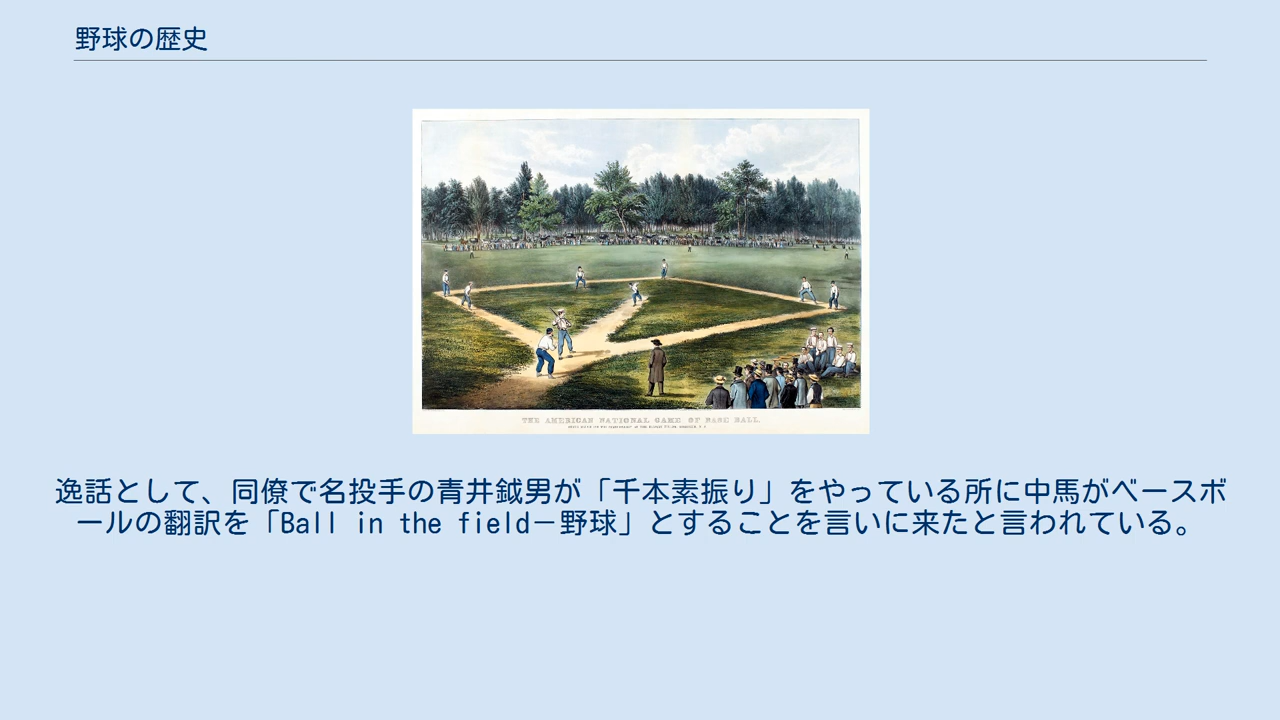 野球の歴史
THE AMERICAN NATIONAL GAME OF BASE BALL.
逸話として、同僚で名投手の青井鉞男が「千本素振り」をやっている所に中馬がベースボ
ールの翻訳を「Ball in the field－野球」とすることを言いに来たと言われている。